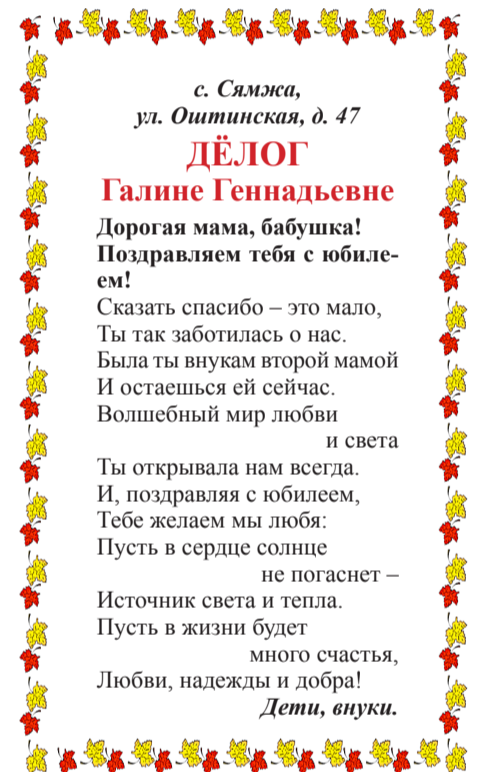 с. Сямжа,
ул. Оштинская, д. 47
ДЁЛОГ
Галине Геннадьевне
Дорогая мама, бабушка!
Поздравляем тебя с юбиле-
ем!
Сказать спасибо – это мало,
Ты так заботилась о нас.
Была ты внукам второй мамой
И остаешься ей сейчас.
Волшебный мир любви
и света
Ты открывала нам всегда.
И, поздравляя с юбилеем,
Тебе желаем мы любя:
Пусть в сердце солнце
не погаснет –
Источник света и тепла.
Пусть в жизни будет
много счастья,
Любви, надежды и добра!
Дети, внуки.